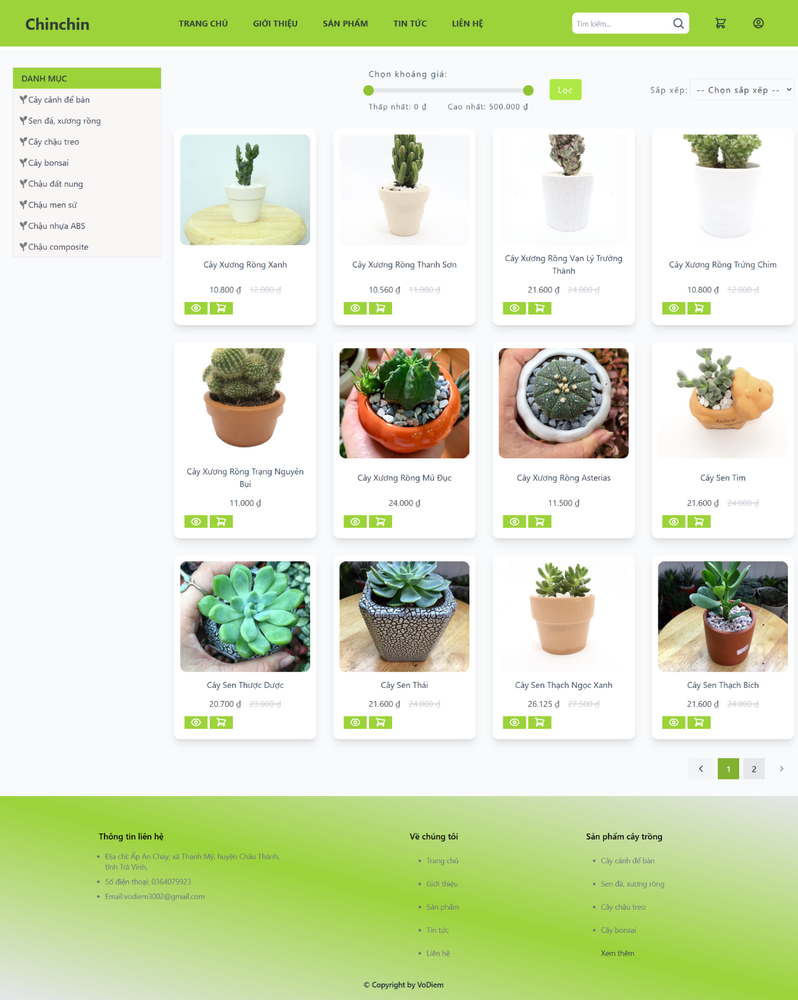 Chinchin
TRANG CHỦ
GIỚI THIỆU
SẢN PHẨM
TIN TỨC
LIÊN HỆ
Tìm kiếm...
DANH MỤC
Cây cảnh để bàn
Sen đá, xương rồng
Cây chậu treo
Cây bonsai
Chậu đất nung
Chậu men sứ
Chậu nhựa ABS
Chậu composite
Chọn khoảng giá:
Thấp nhất: 0 ₫
Cao nhất: 500.000 ₫
Lọc
Sắp xếp:
-- Chọn sắp xếp --
Cây Xương Rồng Xanh
10.800 ₫ 12.000 ₫
Cây Xương Rồng Thanh Sơn
10.560 ₫ 11.000 ₫
Cây Xương Rồng Vạn Lý Trường
Thành
21.600 ₫ 24.000 ₫
Cây Xương Rồng Trứng Chim
10.800 ₫ 12.000 ₫
Cây Xương Rồng Trạng Nguyên
Bụi
11.000 ₫
Cây Xương Rồng Mủ Đục
24.000 ₫
Cây Xương Rồng Asterias
11.500 ₫
Animal
Cây Sen Tim
21.600 ₫ 24.000 ₫
Cây Sen Thược Dược
20.700 ₫ 23.000 ₫
Cây Sen Thái
21.600 ₫ 24.000 ₫
Cây Sen Thạch Ngọc Xanh
26.125 ₫ 27.500 ₫
Cây Sen Thạch Bích
21.600 ₫ 24.000 ₫
1
2
Thông tin liên hệ
Địa chỉ: Ấp An Chay, xã Thanh Mỹ, huyện Châu Thành,
tỉnh Trà Vinh.
Số điện thoại: 0364079923
Email:vodiem3002@gmail.com
Về chúng tôi
Trang chủ
Giới thiệu
Sản phẩm
Tin tức
Liên hệ
Sản phẩm cây trồng
Cây cảnh để bàn
Sen đá, xương rồng
Cây chậu treo
Cây bonsai
Xem thêm
© Copyright by VoDiem